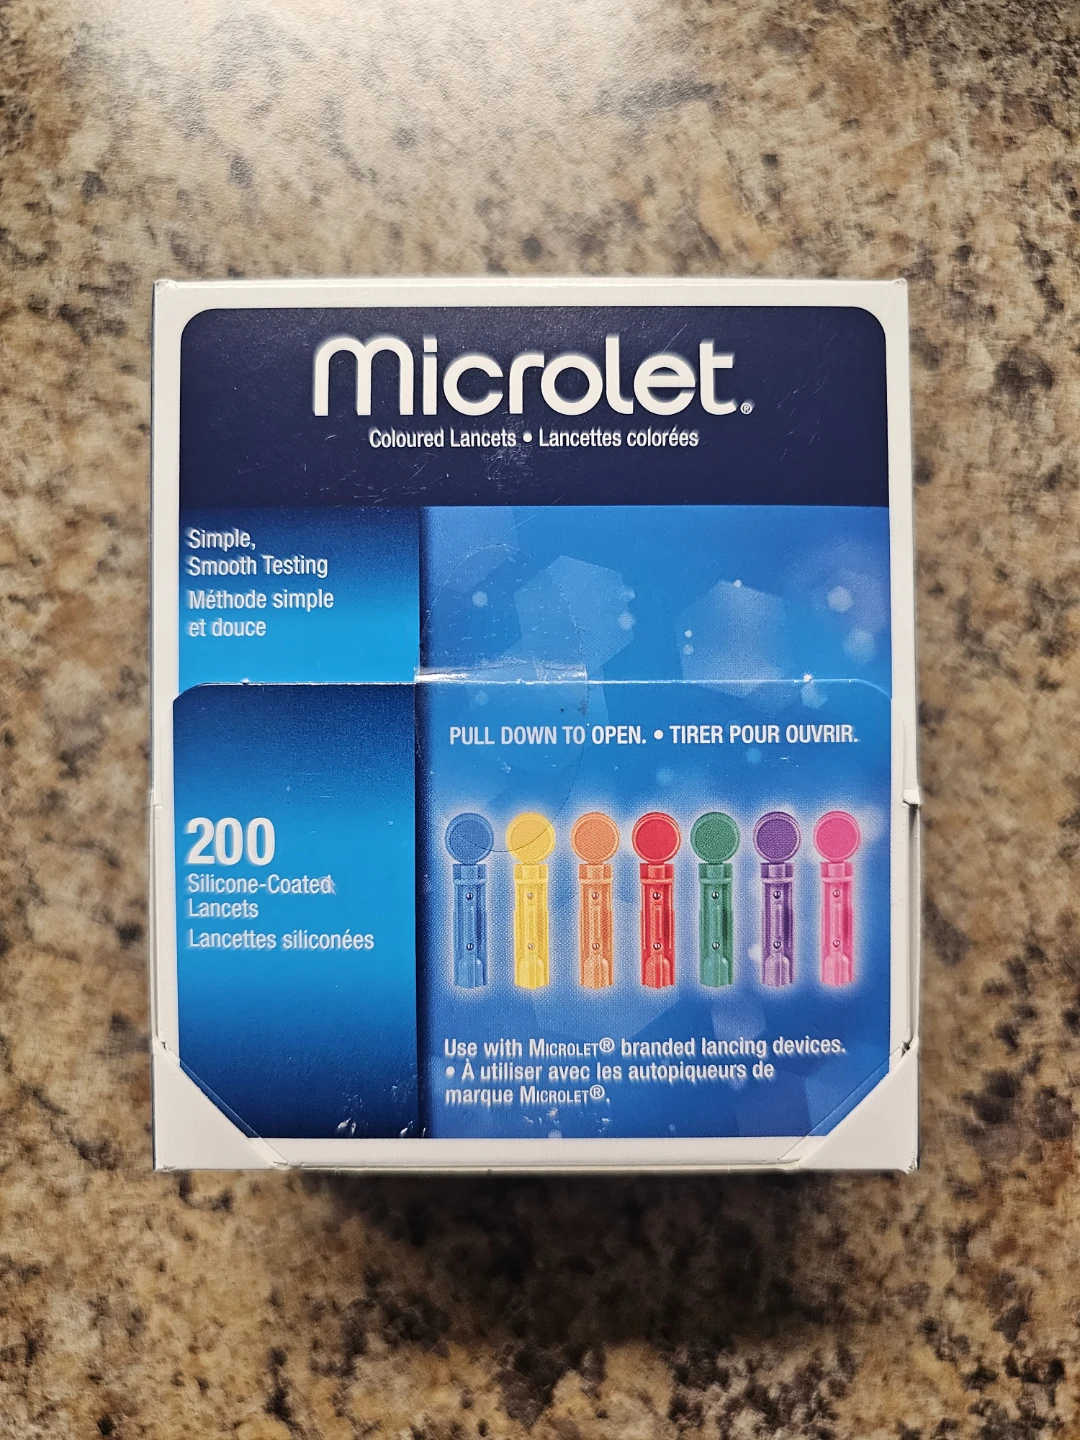 Microlet®
Coloured Lancets • Lancettes colorées
Simple,
Smooth Testing
Méthode simple
et douce
PULL DOWN TO OPEN. • TIRER POUR OUVRIR.
200
Silicone-Coated
Lancets
Lancettes siliconées
Use with MICROLET® branded lancing devices.
• À utiliser avec les autopiqueurs de
marque MICROLET®.